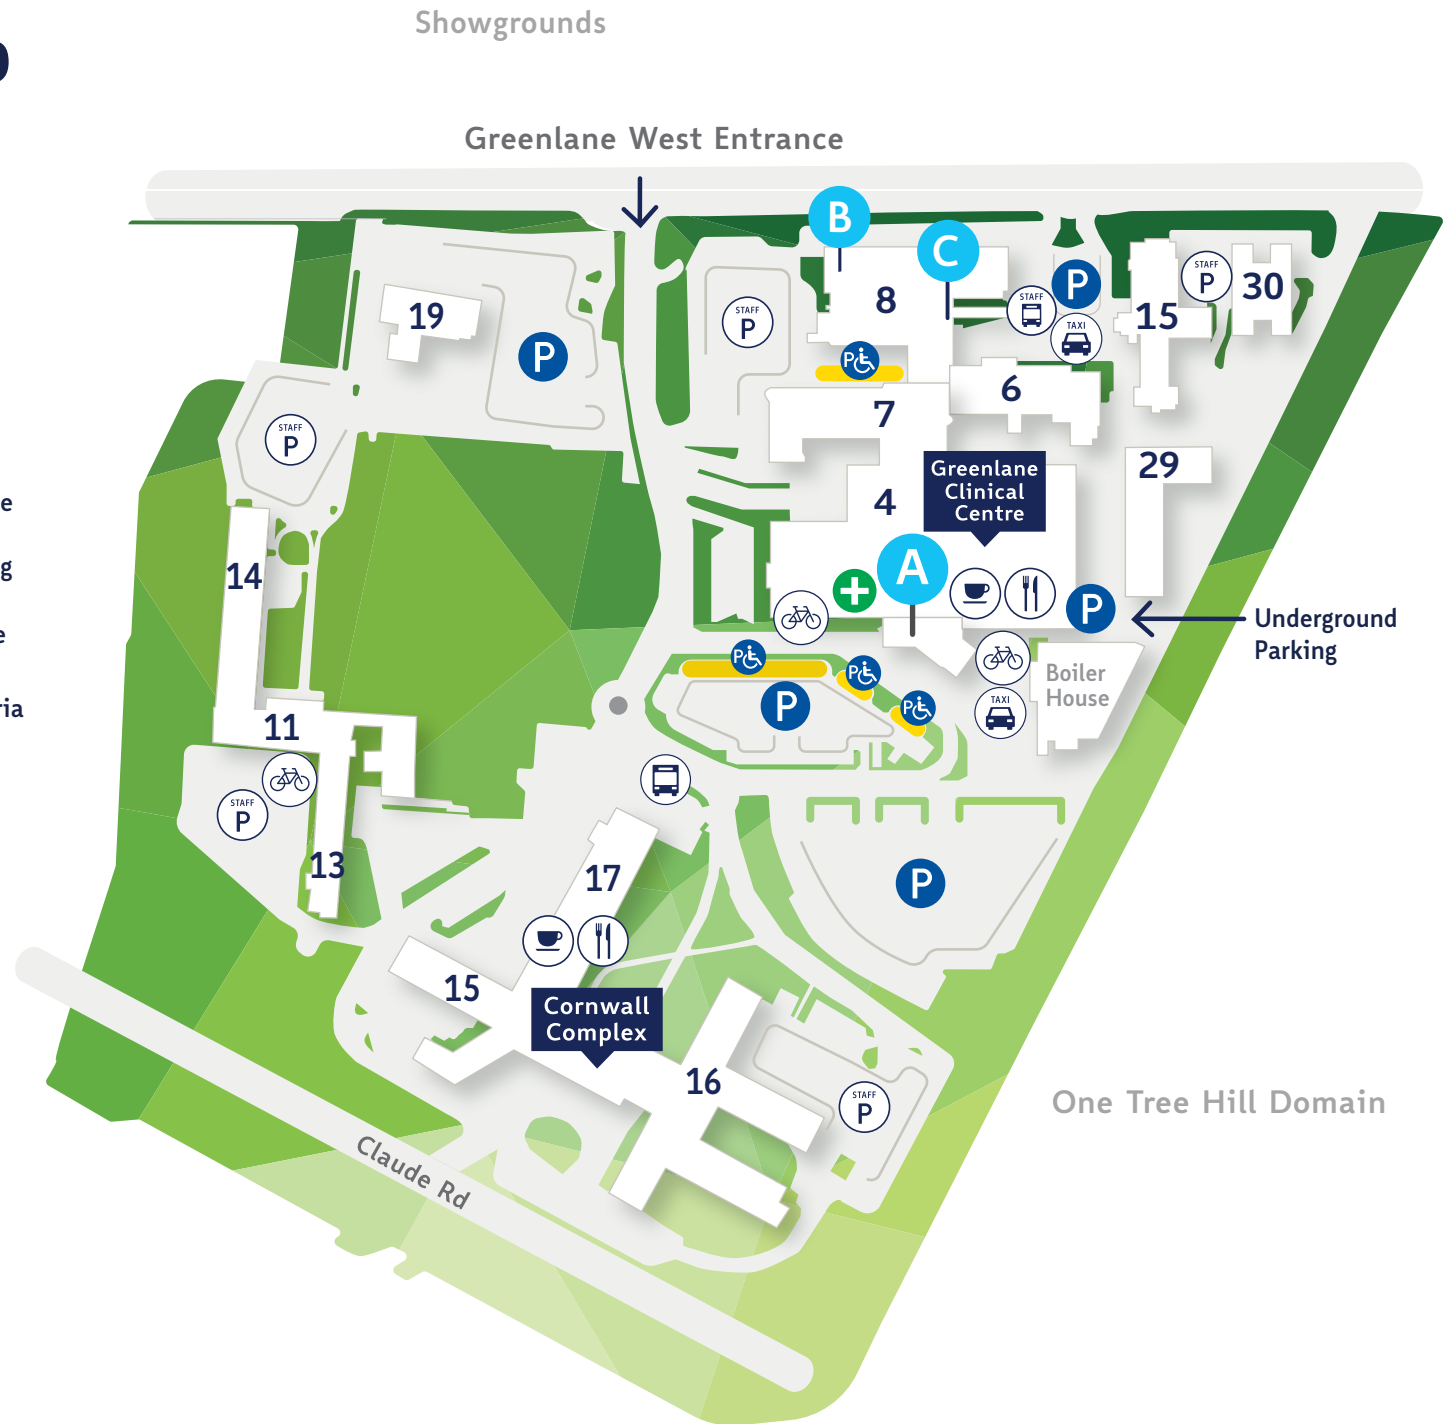 Showgrounds
Greenlane West Entrance
B
C
STAFF
P
30
P
8
STAFF
15
19
STAFF
P
TAXI
P
P
6
7
STAFF
P
29
Greenlane
Clinical
Centre
4
e
g
14
A
P
Underground
Parking
e
P
P
Boiler
House
ria
P
P
TAXI
11
STAFF
P
13
17
P
15
Cornwall
Complex
16
STAFF
P
One Tree Hill Domain
Claude Rd